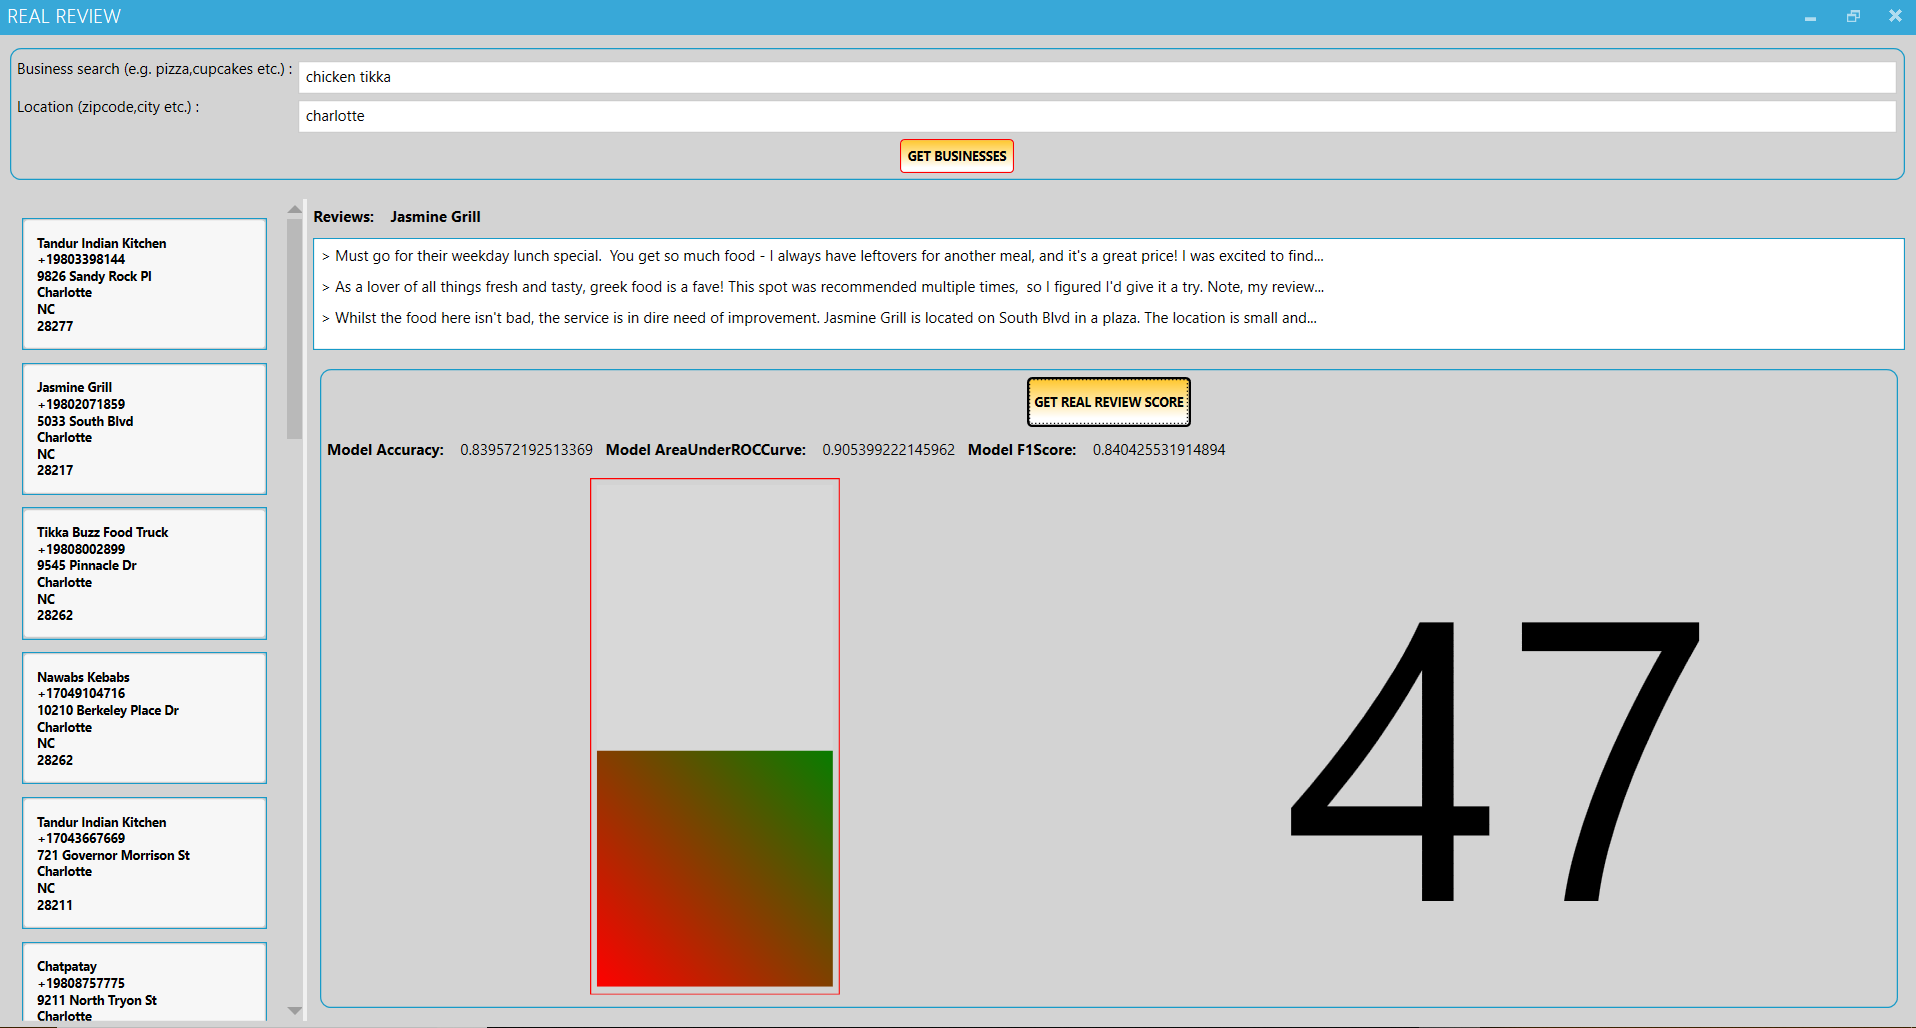 REAL REVIEW
Business search (e.g. pizza,cupcakes etc.) :
chicken tikka
Location (zipcode,city etc.) :
charlotte
GET BUSINESSES
Tandur Indian Kitchen
+19803398144
9826 Sandy Rock Pl
Charlotte
NC
28277
Jasmine Grill
+19802071859
5033 South Blvd
Charlotte
NC
28217
Tikka Buzz Food Truck
+19808002899
9545 Pinnacle Dr
Charlotte
NC
28262
Nawabs Kebabs
+17049104716
10210 Berkeley Place Dr
Charlotte
NC
28262
Tandur Indian Kitchen
+17043667669
721 Governor Morrison St
Charlotte
NC
28211
Chatpatay
+19808757775
9211 North Tryon St
Charlotte
Reviews: Jasmine Grill
> Must go for their weekday lunch special.  You get so much food - I always have leftovers for another meal, and it's a great price! I was excited to find...
> As a lover of all things fresh and tasty, greek food is a fave! This spot was recommended multiple times,  so I figured I'd give it a try. Note, my review...
> Whilst the food here isn't bad, the service is in dire need of improvement. Jasmine Grill is located on South Blvd in a plaza. The location is small and...
GET REAL REVIEW SCORE
Model Accuracy: 0.839572192513369 Model AreaUnderROCCurve: 0.905399222145962 Model F1Score: 0.840425531914894
47